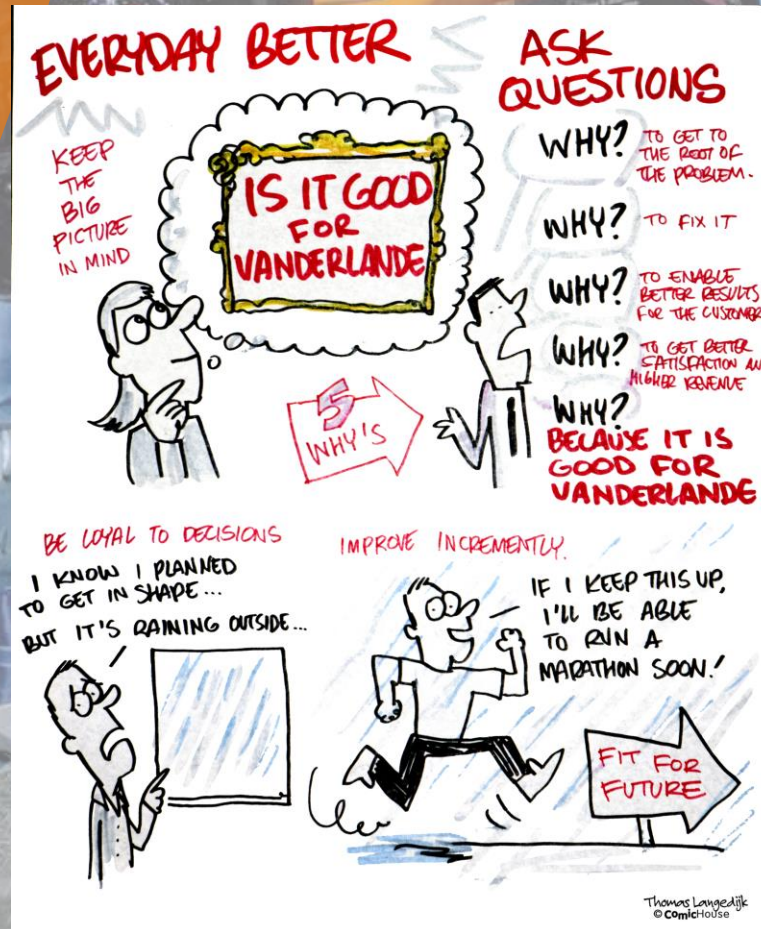 EVERYDAY BETTER
KEEP
THE
BIG
PICTURE
IN MIND
IS IT GOOD
FOR
VANDERLANDE
5
WHY'S
ASK
QUESTIONS
WHY? TO GET TO
THE ROOT OF
THE PROBLEM.
WHY? TO FIX IT
WHY? TO ENABLE
BETTER RESULTS
FOR THE CUSTOMER
WHY? TO GET BETTER
SATISFACTION
HIGHER REVENUE
WHY?
BECAUSE IT IS
GOOD FOR
VANDERLANDE
BE LOYAL TO DECISIONS
I KNOW I PLANNED
TO GET IN SHAPE...
BUT IT'S RAINING OUTSIDE...
IMPROVE INCREMENTLY.
IF I KEEP THIS UP,
I'LL BE ABLE
TO RUN A
MARATHON SOON!
FIT FOR
FUTURE
Thomas Langedijk
© ComicHouse